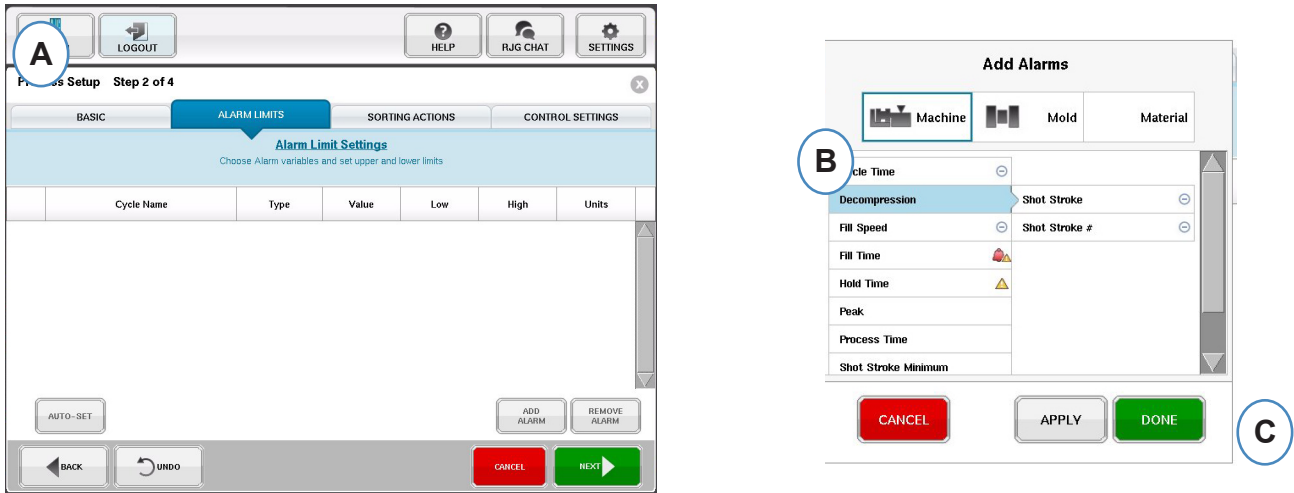 A
LOGOUT
HELP
RJG CHAT
SETTINGS
Setup Step 2 of 4
BASIC
ALARM LIMITS
SORTING ACTIONS
CONTROL SETTINGS
Alarm Limit Settings
Choose Alarm variables and set upper and lower limits
Cycle Name Type Value Low High Units
AUTO-SET
ADD
ALARM
REMOVE
ALARM
BACK
UNDO
CANCEL
NEXT
Add Alarms
Machine
Mold
Material
B
cle Time
Decompression
Shot Stroke
Fill Speed
Shot Stroke #
Fill Time
Hold Time
Peak
Process Time
Shot Stroke Minimum
CANCEL
APPLY
DONE
C